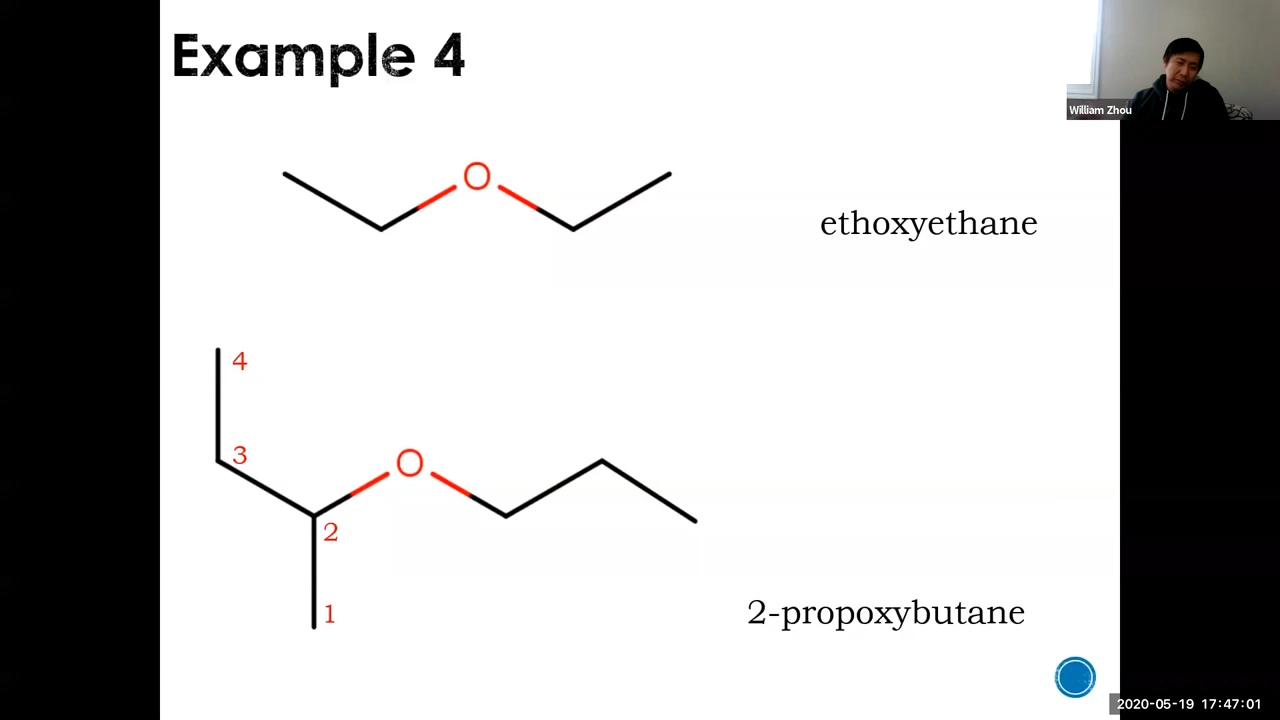 Example 4
William Zhou
O
ethoxyethane
4
3
O
2
1
2-propoxybutane
2020-05-19 17:47:01